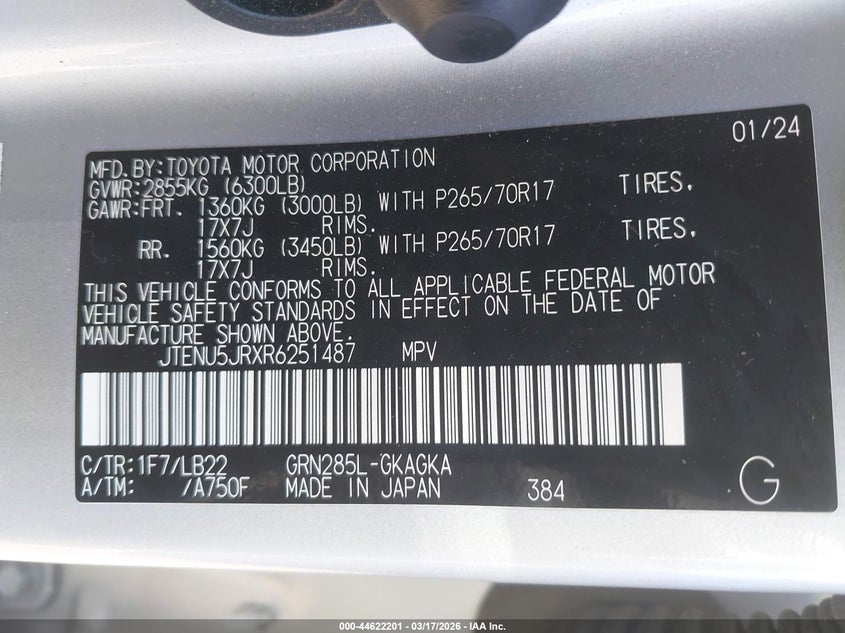 01/24
MFD.BY:TOYOTA MOTOR CORPORATION
GVWR:2855KG (6300LB)
GAWR:FRT. 1360KG (3000LB) WITH P265/70R17 TIRES,
17X7J RIMS.
RR. 1560KG (3450LB) WITH P265/70R17 TIRES,
17X7J RIMS.
THIS VEHICLE CONFORMS TO ALL APPLICABLE FEDERAL MOTOR
VEHICLE SAFETY STANDARDS IN EFFECT ON THE DATE OF
MANUFACTURE SHOWN ABOVE.
JTENU5JRXR6251487 MPV
C/TR:1F7/LB22 GRN285L-GKAGKA
A/TM: /A750F MADE IN JAPAN 384
G
000-44622201 - 03/17/2026 - IAA Inc.